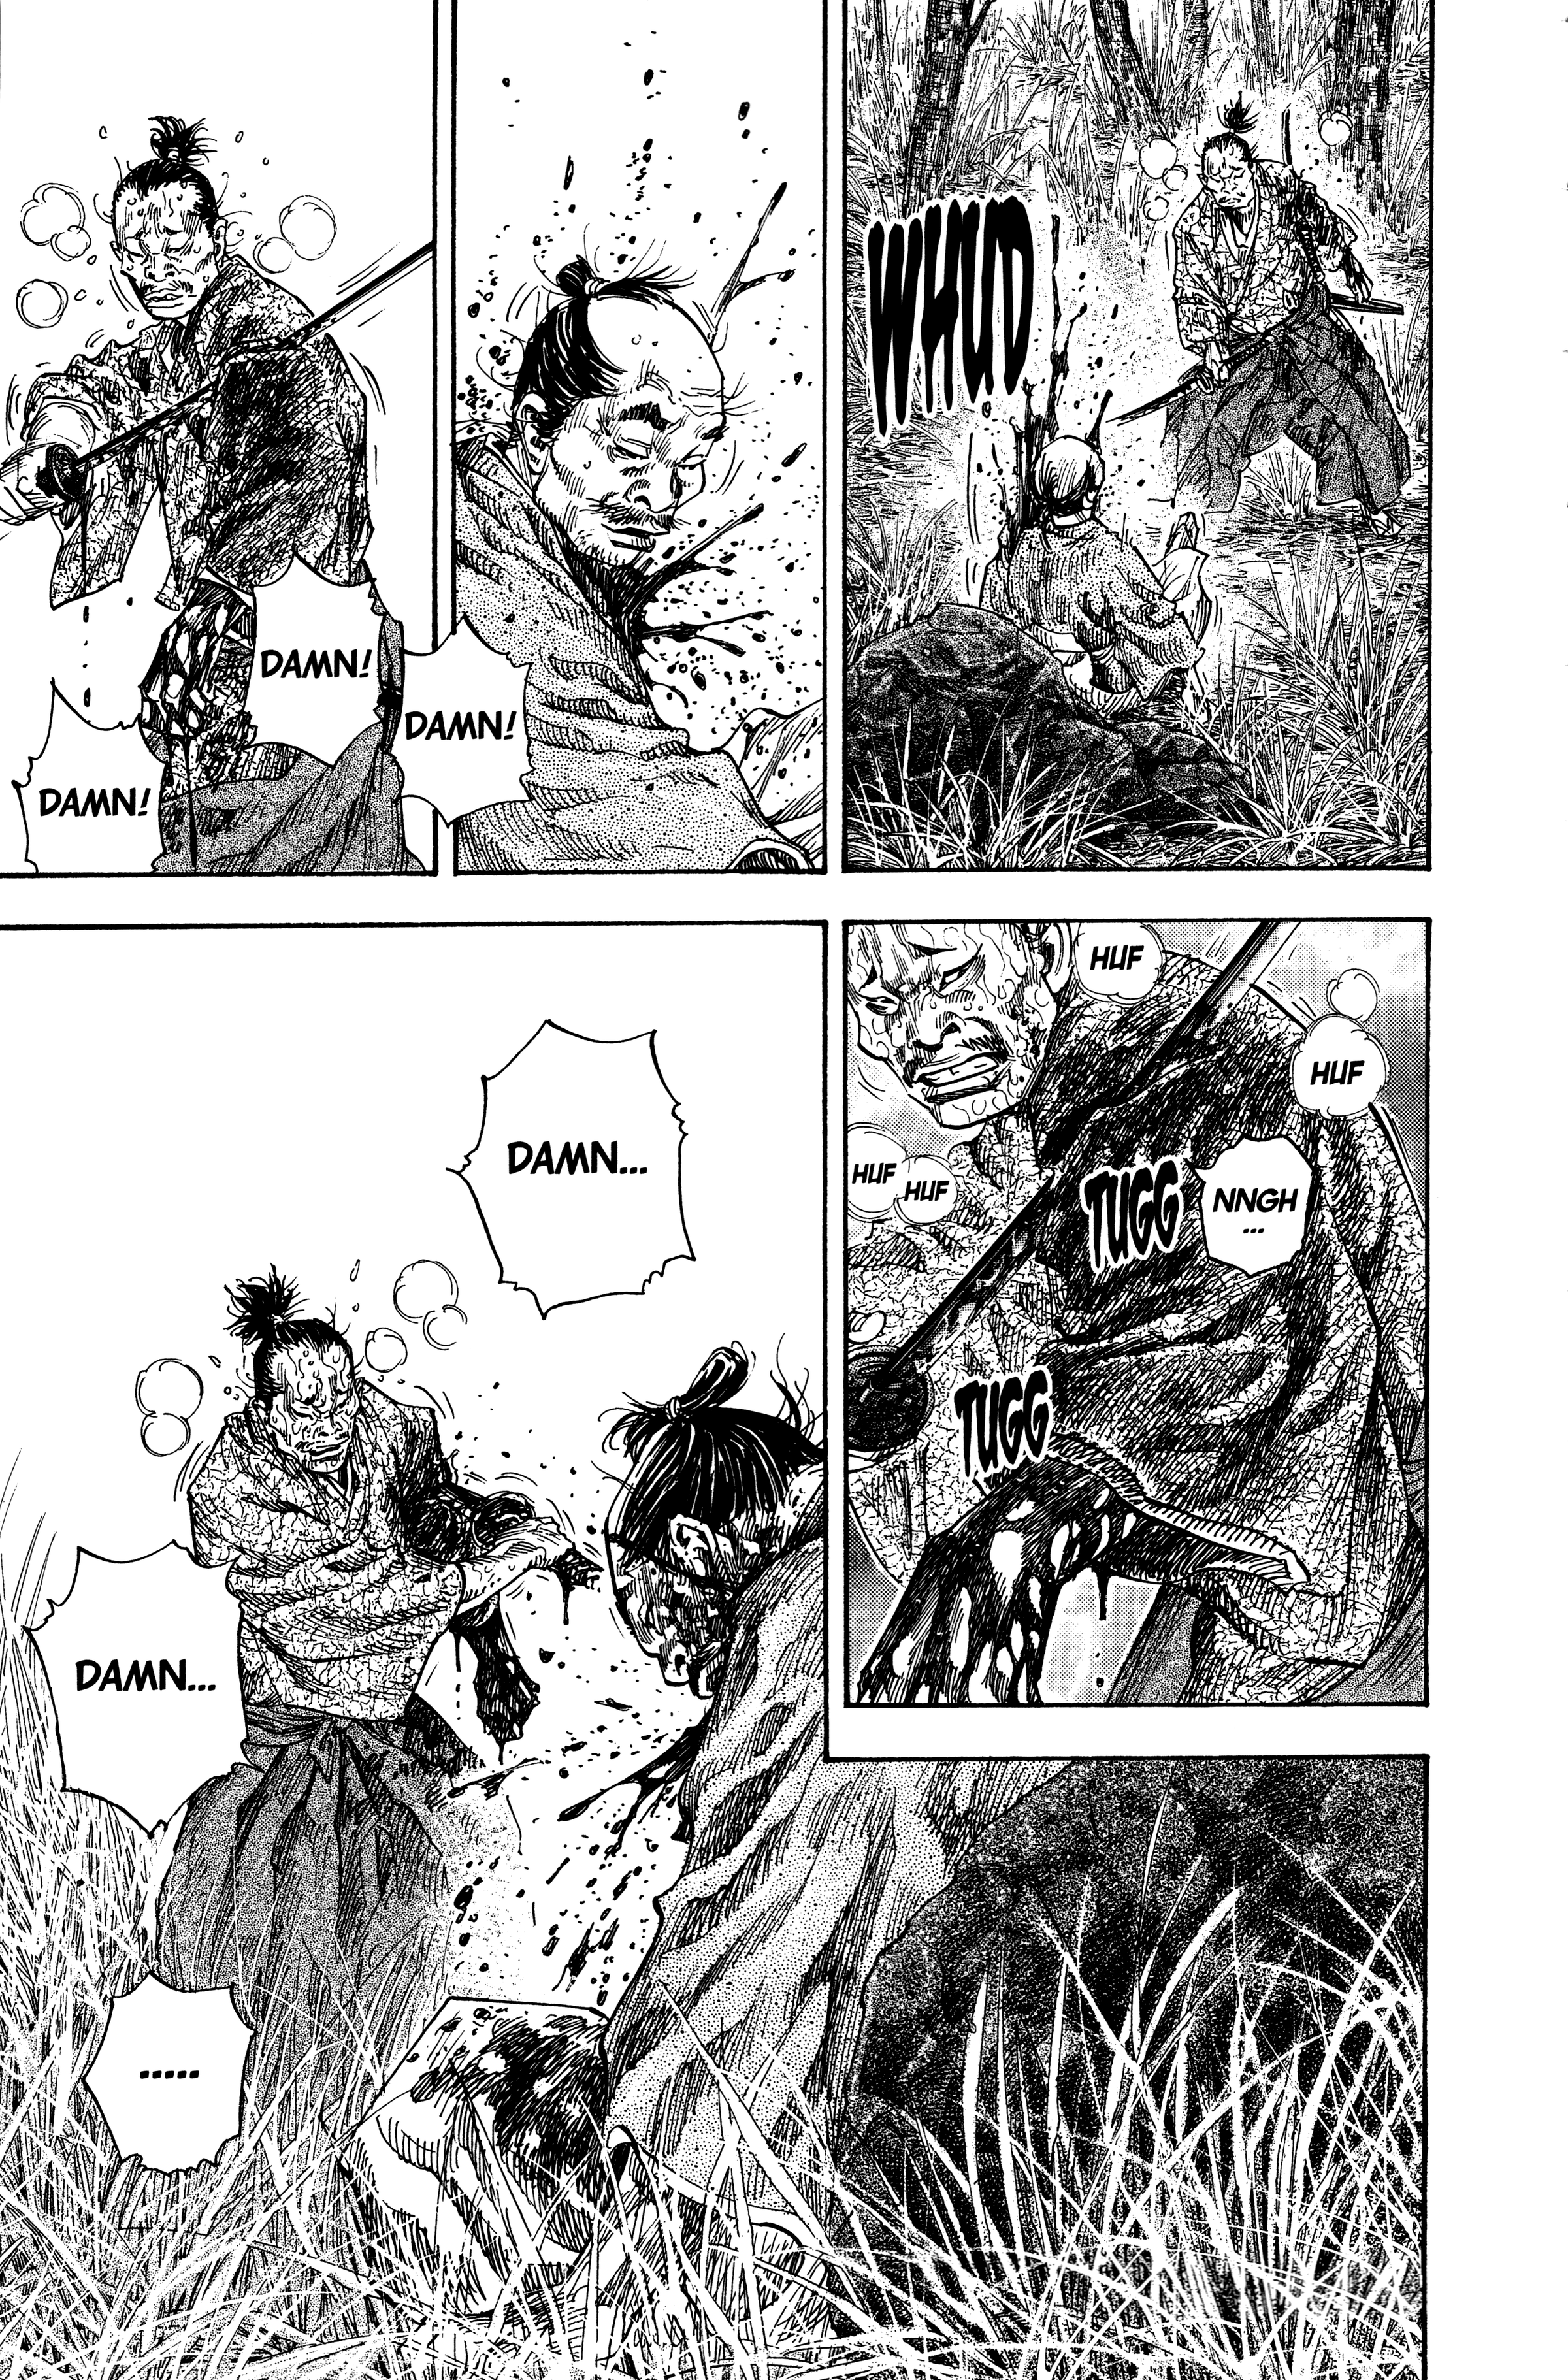 WHUD
DAMN!
DAMN!
DAMN!
HUF
HUF
NNGH
...
TUGG
HUF
HUF
TUGG
DAMN...
DAMN...
.....